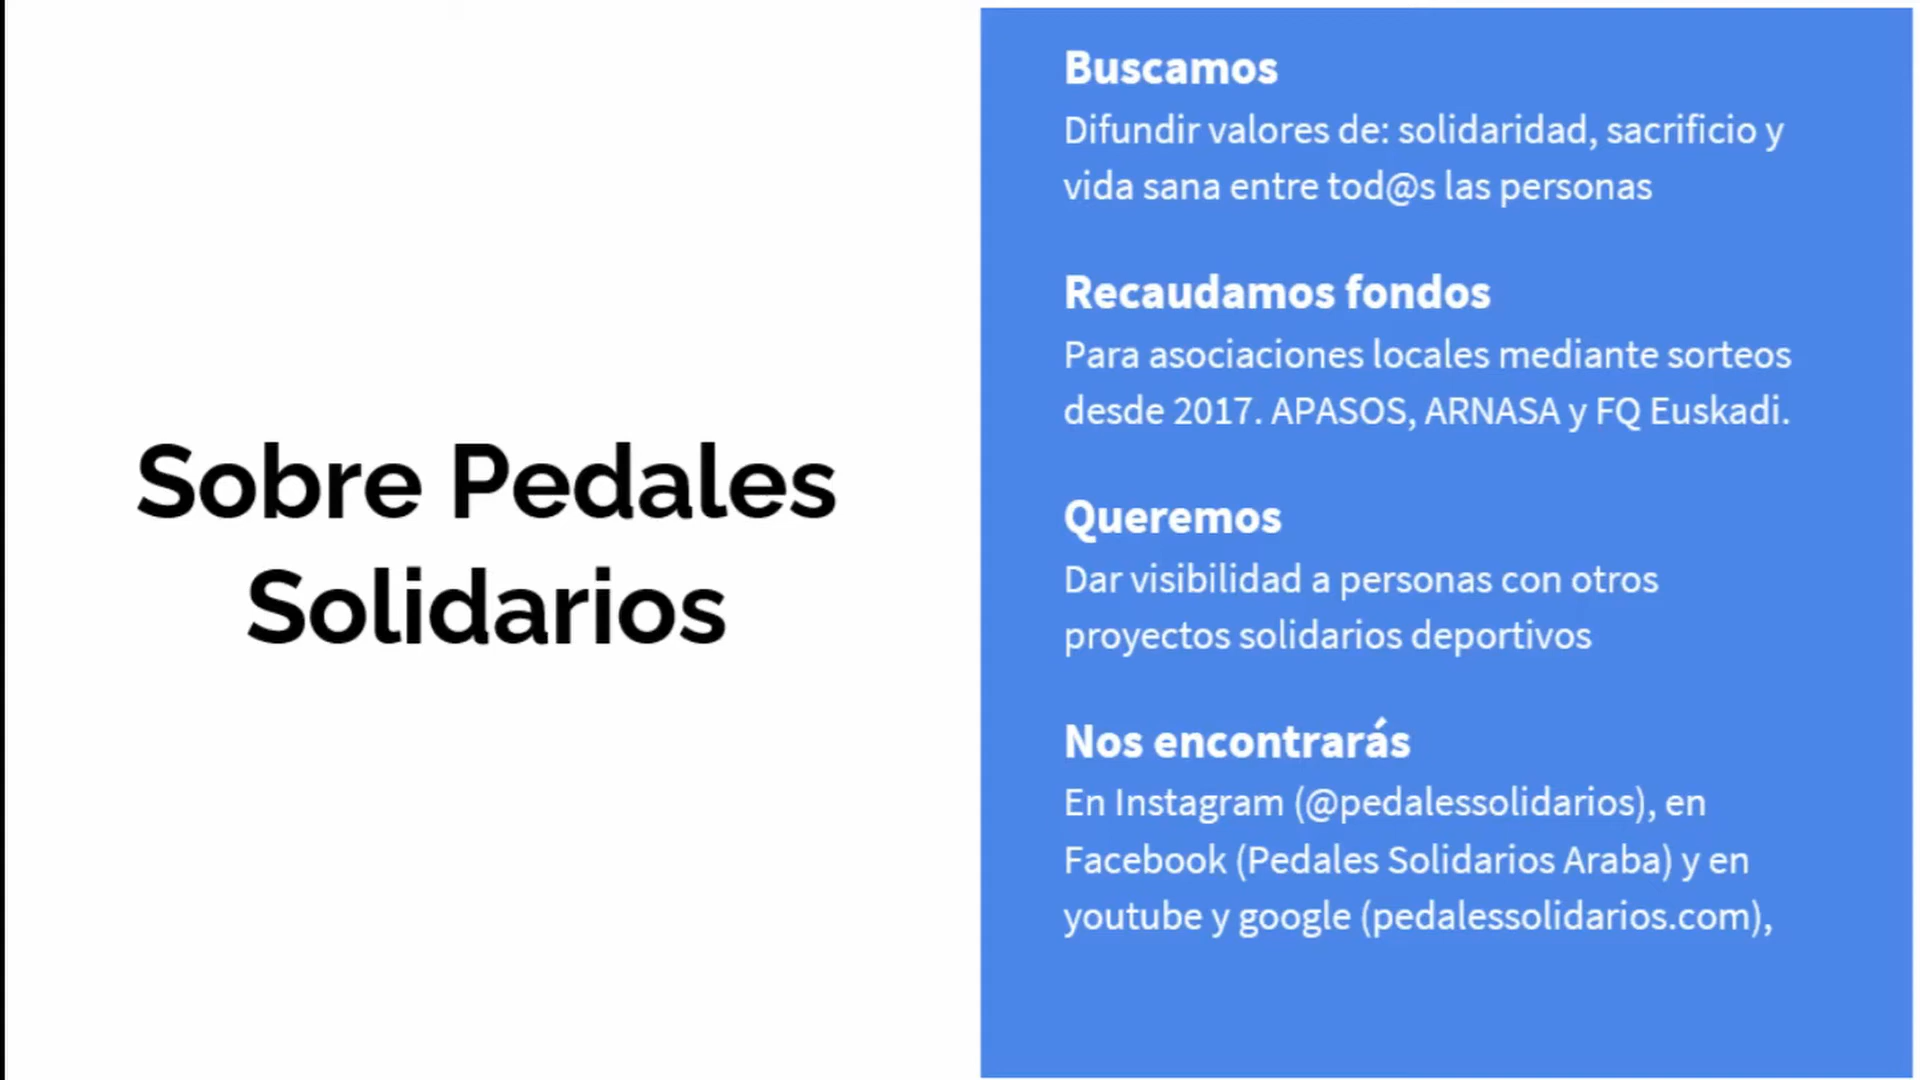 Sobre Pedales
Solidarios
Buscamos
Difundir valores de: solidaridad, sacrificio y
vida sana entre tod@s las personas
Recaudamos fondos
Para asociaciones locales mediante sorteos
desde 2017. APASOS, ARNASA y FQ Euskadi.
Queremos
Dar visibilidad a personas con otros
proyectos solidarios deportivos
Nos encontrarás
En Instagram (@pedalessolidarios), en
Facebook (Pedales Solidarios Araba) y en
youtube y google (pedalessolidarios.com),